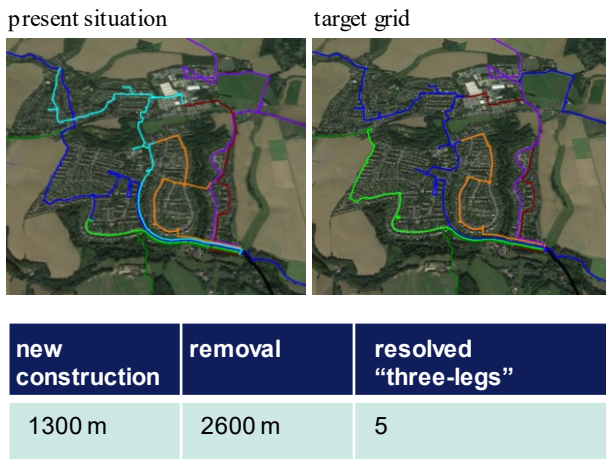 present situation target grid
new construction removal resolved “three-legs”
1300 m 2600 m 5